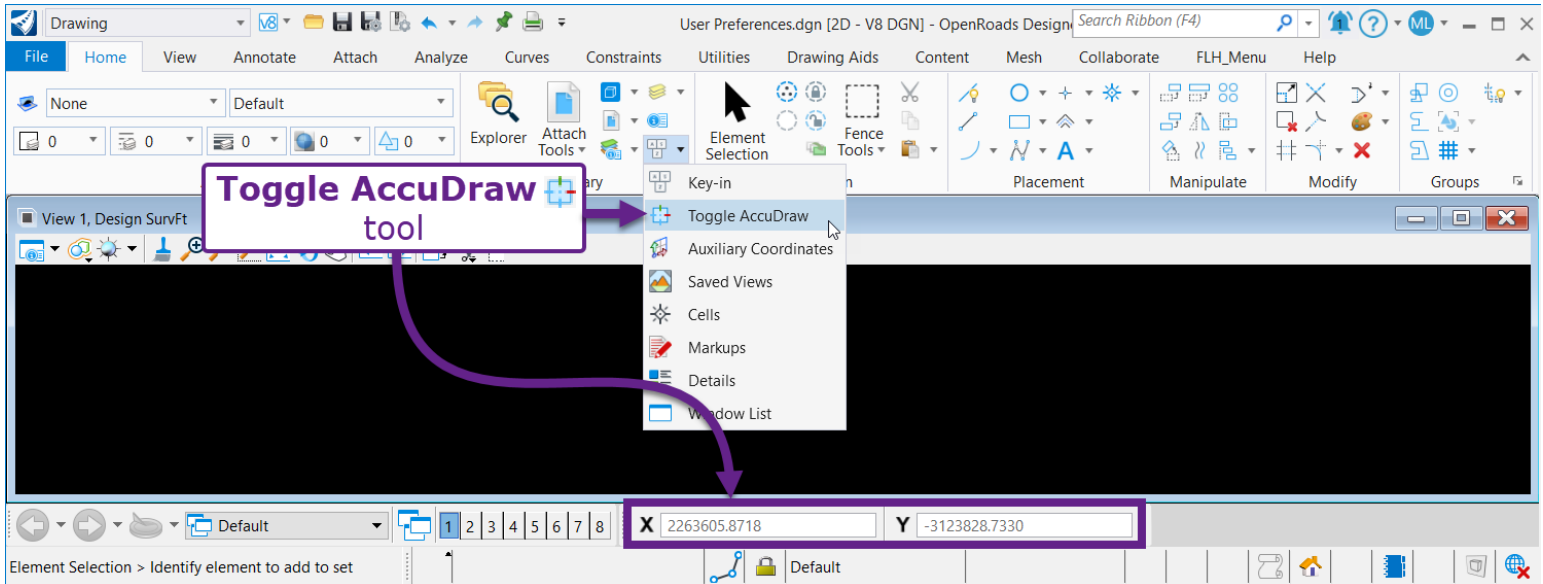 Drawing
V8
User Preferences.dgn [2D - V8 DGN] - OpenRoads Design
Search Ribbon (F4)
1
?
ML
File
Home
View
Annotate
Attach
Analyze
Curves
Constraints
Utilities
Drawing Aids
Content
Mesh
Collaborate
FLH_Menu
Help
None
Default
0
0
0
0
0
Explorer
Attach
Tools
Element
Selection
Fence
Tools
A
Placement
Manipulate
Modify
Groups
Toggle AccuDraw
tool
Key-in
Toggle AccuDraw
Auxiliary Coordinates
Saved Views
Cells
Markups
Details
Window List
View 1, Design SurvFt
Default
1 2 3 4 5 6 7 8
X 2263605.8718
Y -3123828.7330
Element Selection > Identify element to add to set
Default